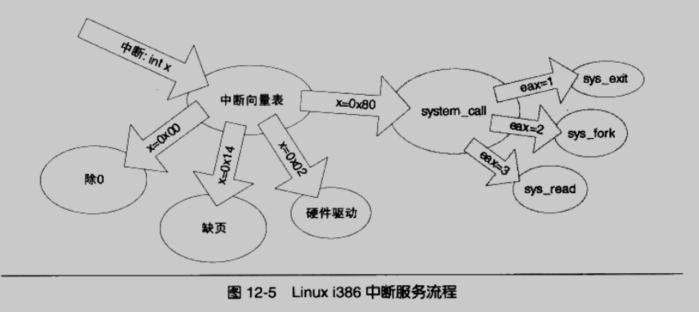 中断: int x
中断向量表
x=0x80
system_call
eax=1
sys_exit
eax=2
sys_fork
eax=3
sys_read
x=0x00
除0
x=0x14
缺页
x=0x02
硬件驱动
图 12-5 Linux i386 中断服务流程